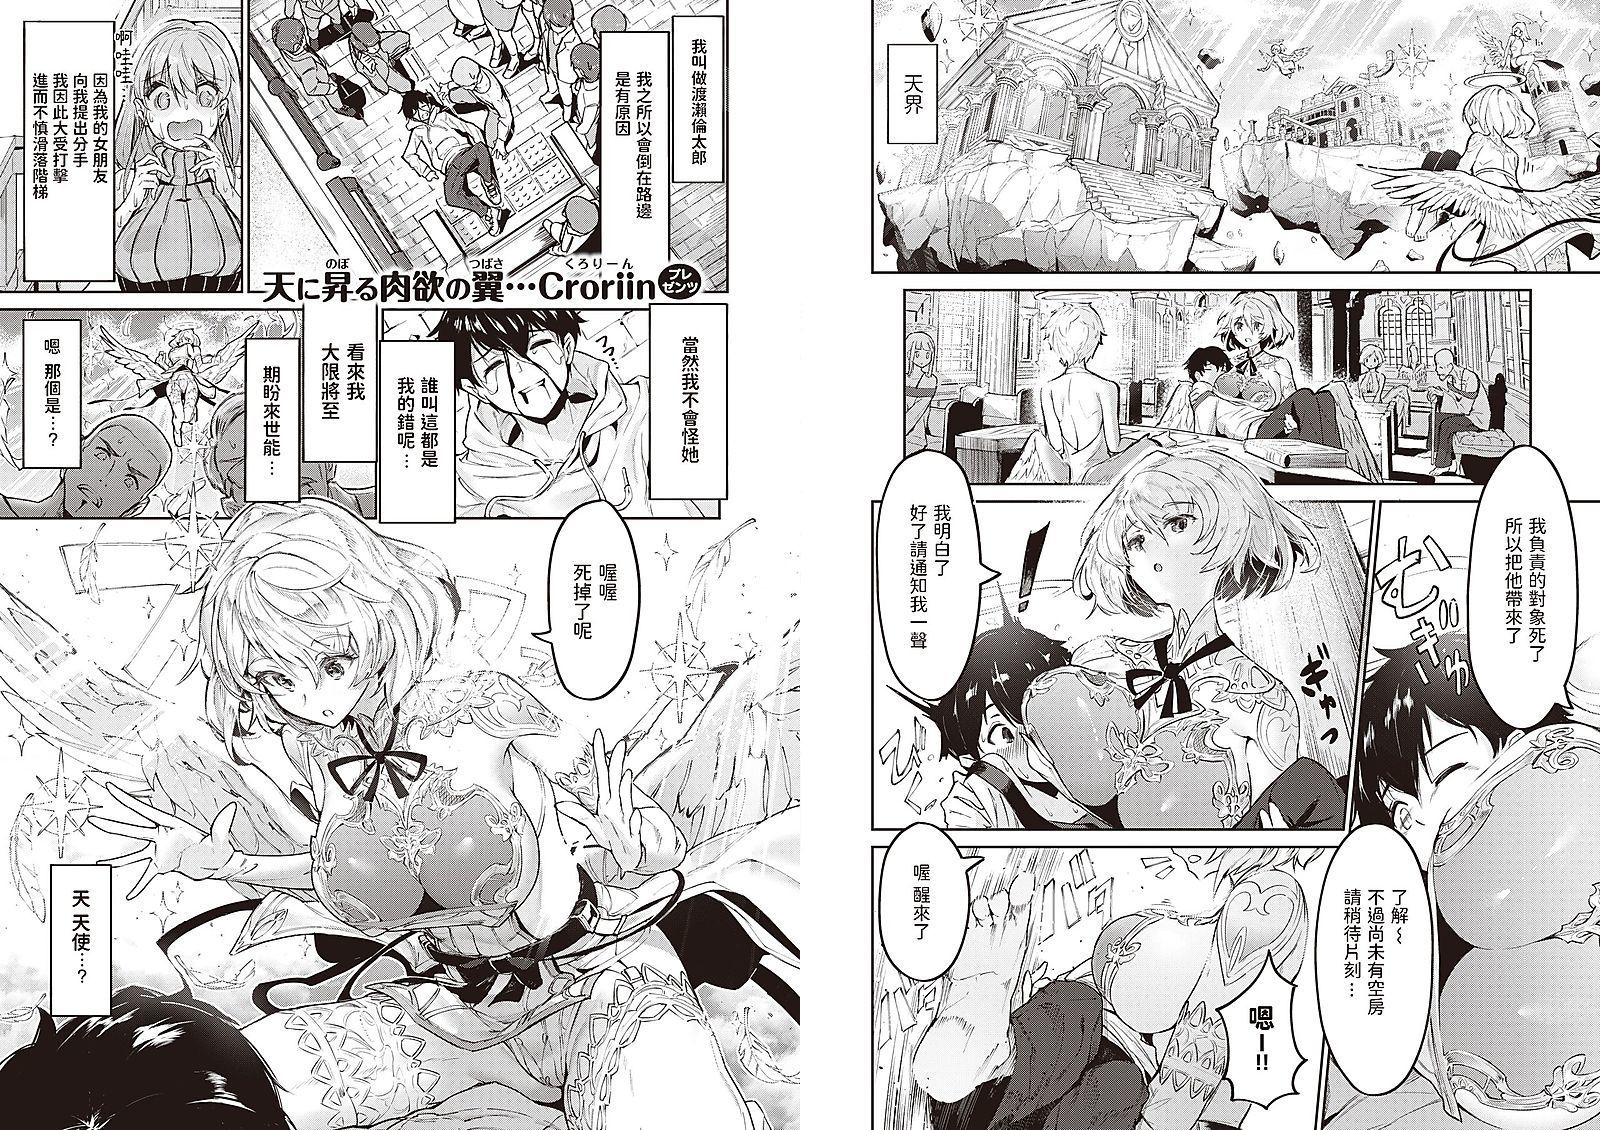 我叫做渡瀨倫太郎
我之所以會倒在路邊
是有原因
啊哇哇…
因為我的女朋友
向我提出分手
我因此大受打擊
進而不慎滑落階梯
天に昇る肉欲の翼…Croriin
のぼ
つばさ
くろりーん
プレ
ゼンツ
當然我不會怪她
うっ…
誰叫這都是
我的錯呢…
看來我
大限將至
期盼來世能…
嗯 那個是…?
喔喔
死掉了呢
天 天使…?
天界
我負責的對象死了
所以把他帶來了
むぎゅ
我明白了
好了請通知我一聲
ぎゅっ
了解~
不過尚未有空房
請稍待片刻…
喔 醒來了
嗯ー!!